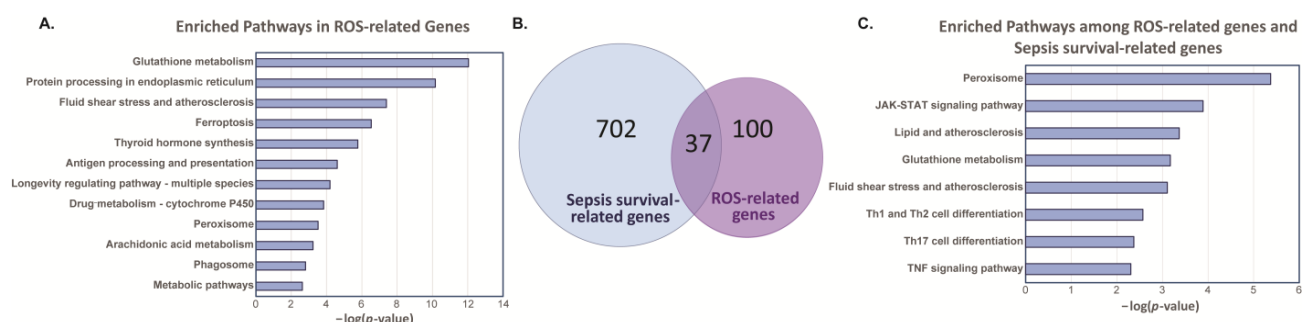 A.
Enriched Pathways in ROS-related Genes
Glutathione metabolism
Protein processing in endoplasmic reticulum
Fluid shear stress and atherosclerosis
Ferroptosis
Thyroid hormone synthesis
Antigen processing and presentation
Longevity regulating pathway - multiple species
Drug metabolism - cytochrome P450
Peroxisome
Arachidonic acid metabolism
Phagosome
Metabolic pathways
0 2 4 6 8 10 12 14
−log(p-value)
B.
702
37
100
Sepsis survival-
related genes
ROS-related
genes
C.
Enriched Pathways among ROS-related genes and
Sepsis survival-related genes
Peroxisome
JAK-STAT signaling pathway
Lipid and atherosclerosis
Glutathione metabolism
Fluid shear stress and atherosclerosis
Th1 and Th2 cell differentiation
Th17 cell differentiation
TNF signaling pathway
0 1 2 3 4 5 6
−log(p-value)